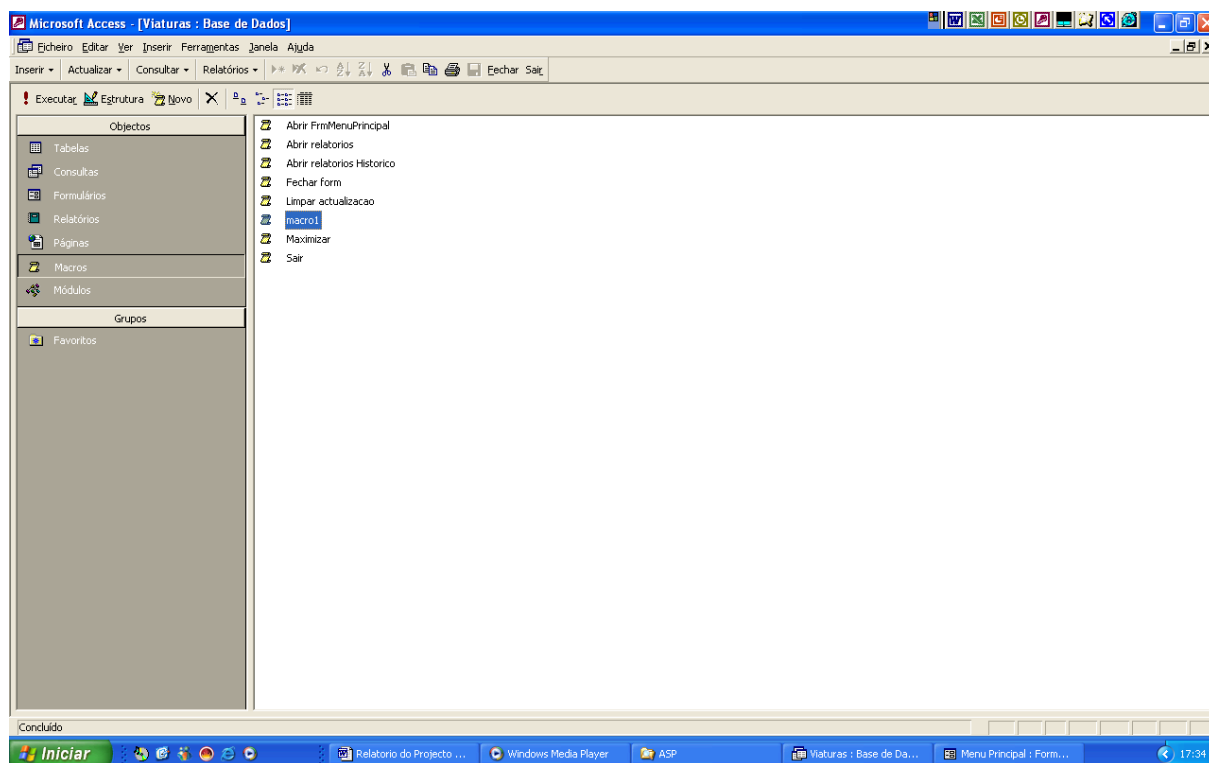 Microsoft Access - [Viaturas : Base de Dados]
Ficheiro Editar Ver Inserir Ferramentas Janela Ajuda
Inserir Actualizar Consultar Relatórios Fechar Sair
Executar Estrutura Novo
Objectos
Tabelas
Consultas
Formulários
Relatórios
Páginas
Macros
Módulos
Grupos
Favoritos
Abrir FrmMenuPrincipal
Abrir relatorios
Abrir relatorios Historico
Fechar form
Limpar actualizacao
macro1
Maximizar
Sair
Concluído
Iniciar Relatorio do Projecto ... Windows Media Player ASP Viaturas : Base de Da... Menu Principal : Form... 17:34